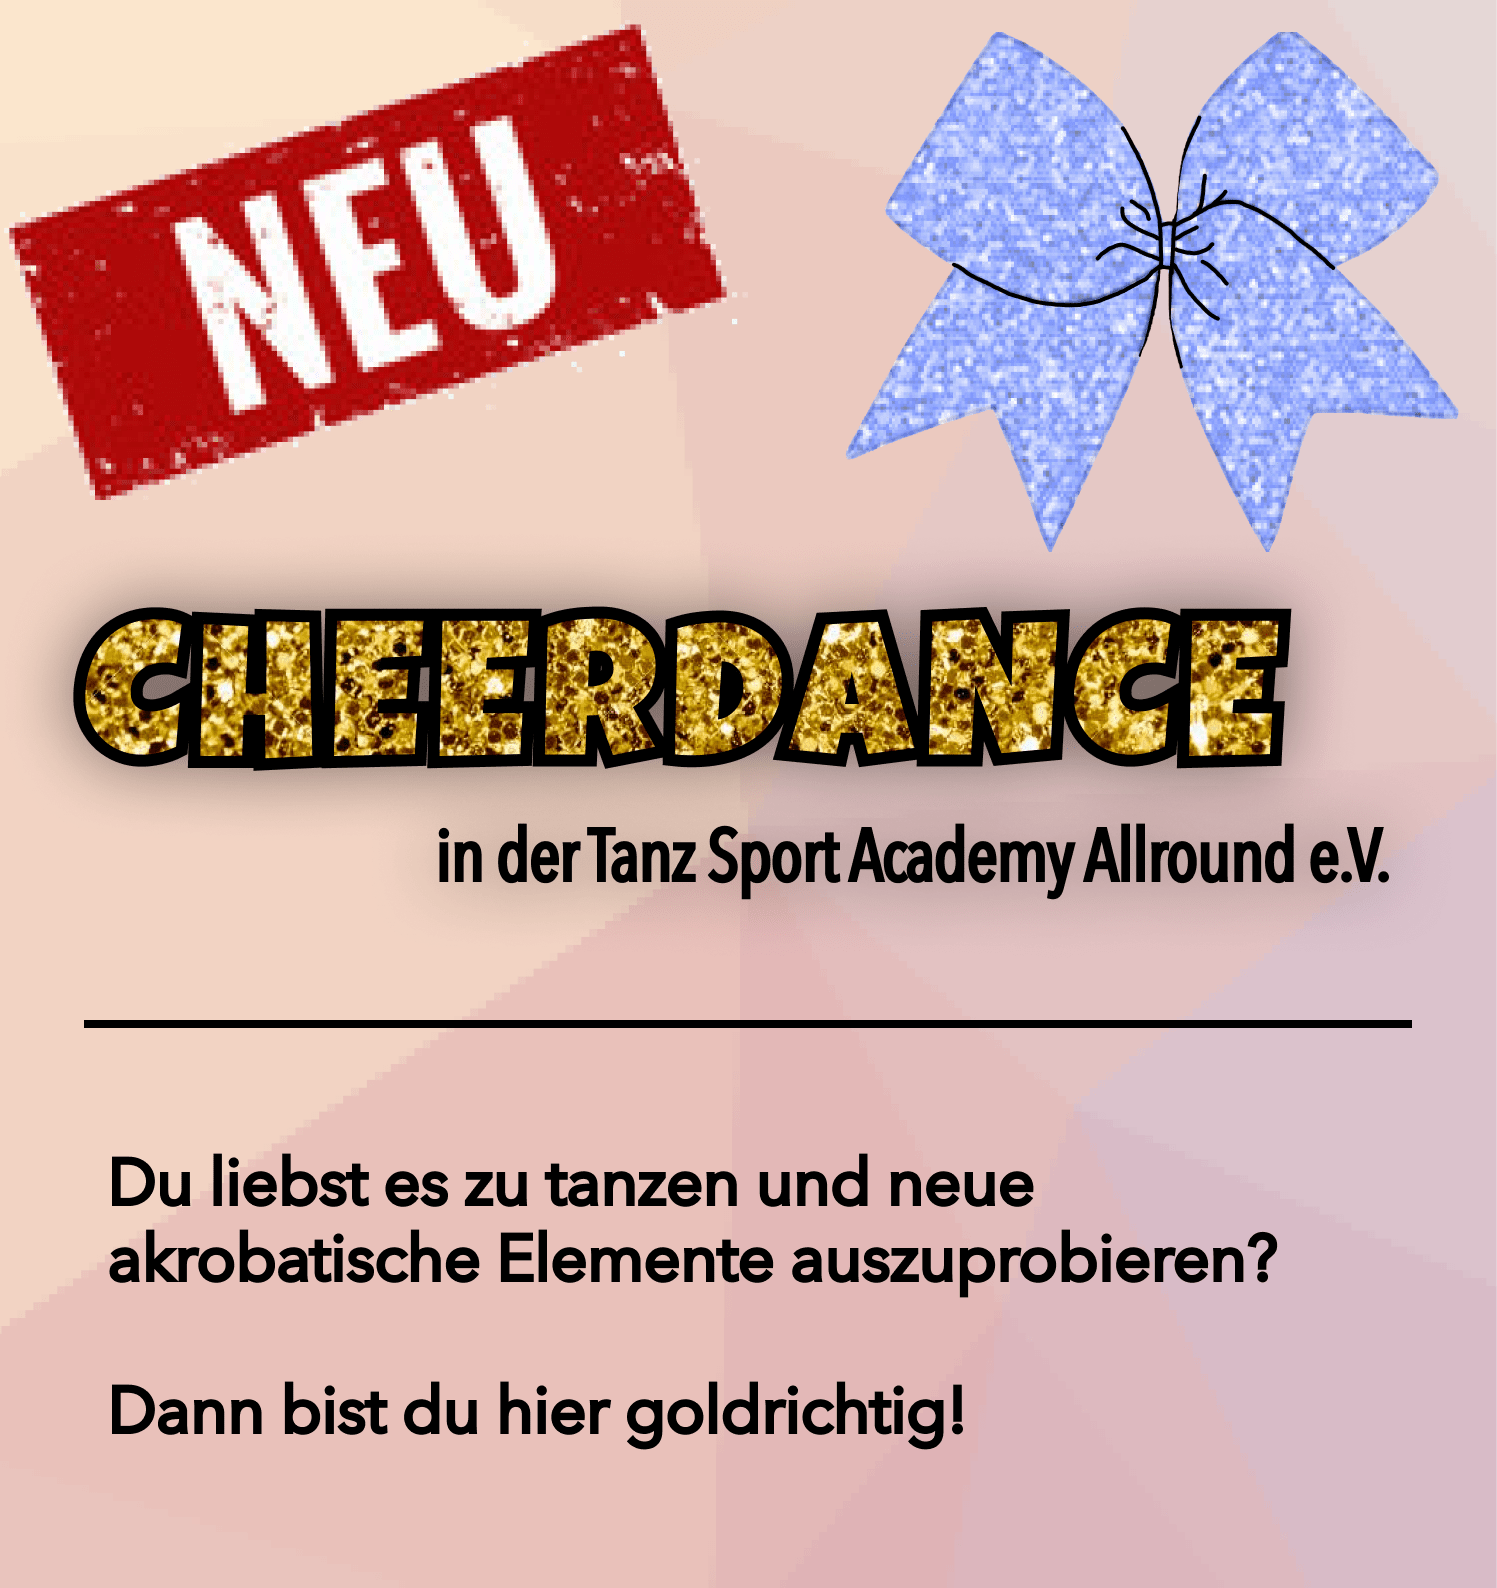 NEU
CHEERDANCE
in der Tanz Sport Academy Allround e.V.
Du liebst es zu tanzen und neue
akrobatische Elemente auszuprobieren?
Dann bist du hier goldrichtig!